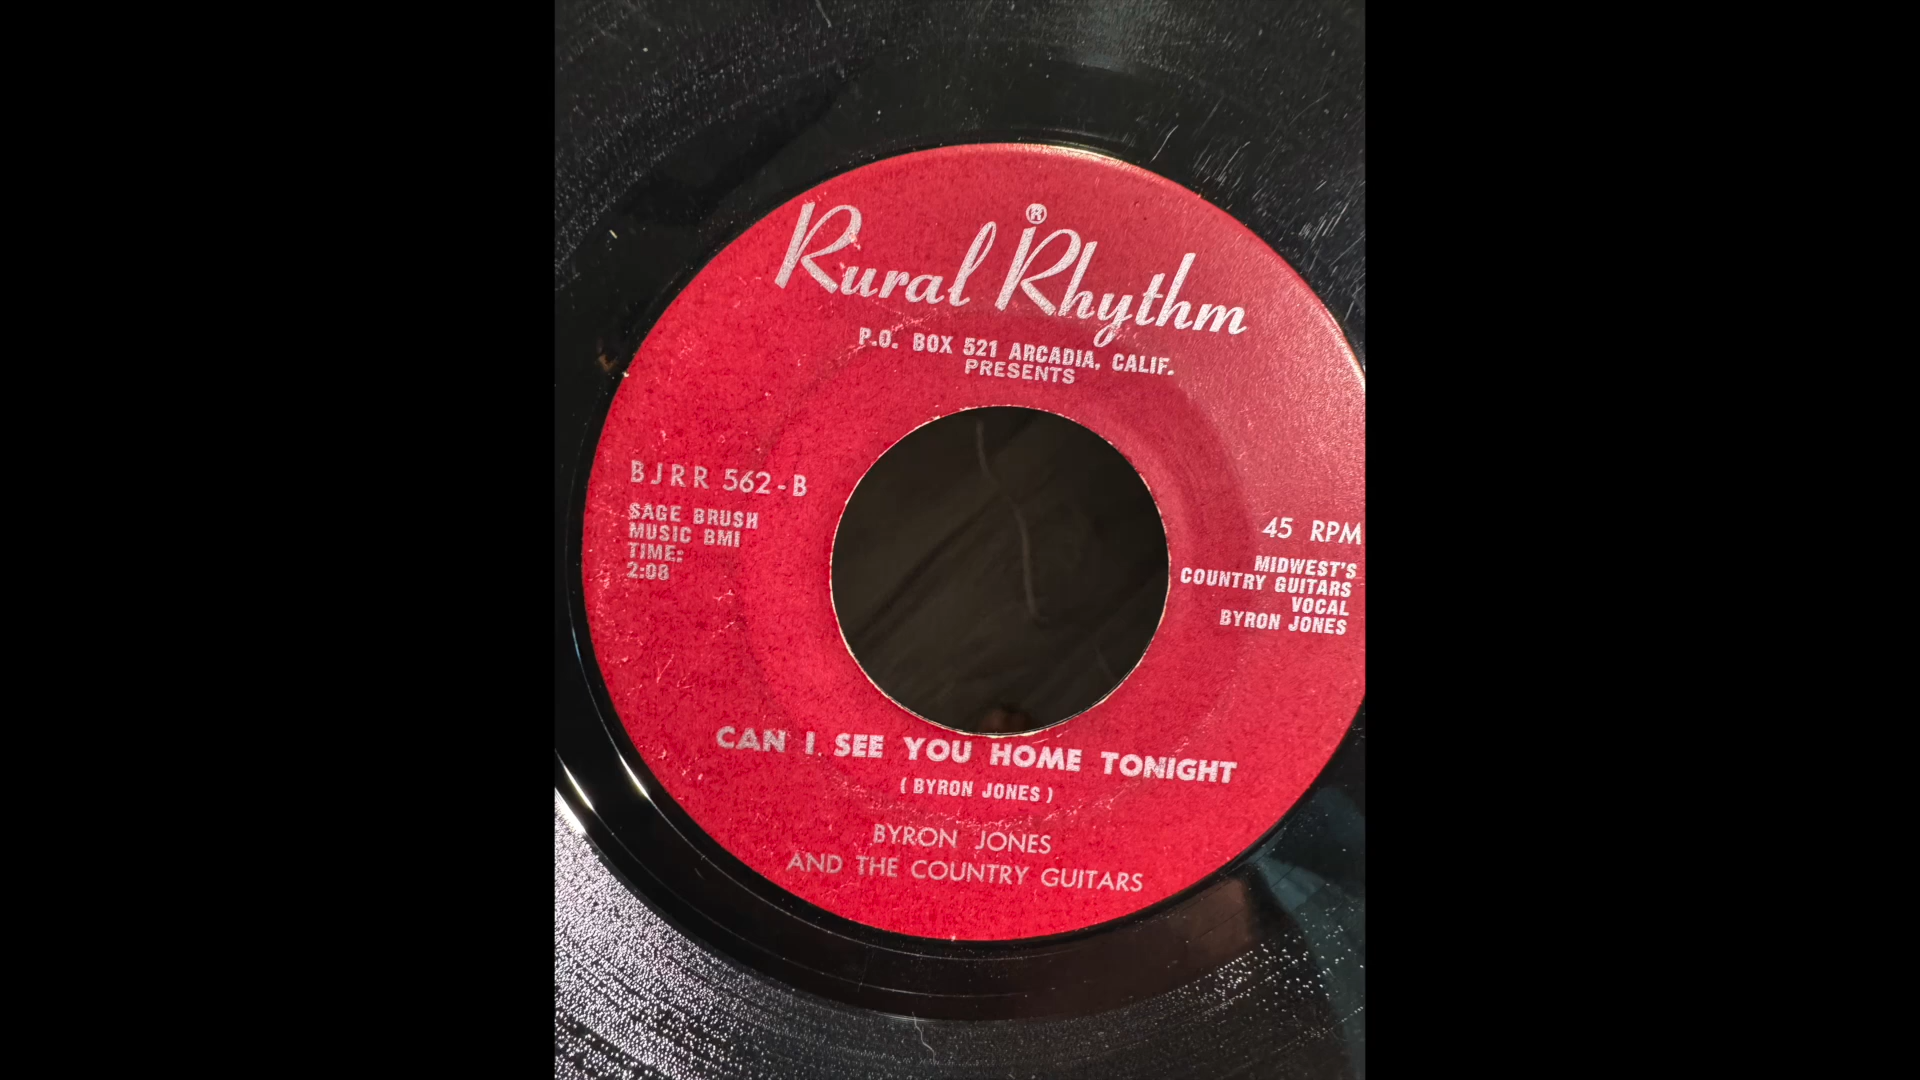 Rural Rhythm®
P.O. BOX 521 ARCADIA, CALIF.
PRESENTS
BJRR 562-B
SAGE BRUSH
MUSIC BMI
TIME:
2:08
45 RPM
MIDWEST'S
COUNTRY GUITARS
VOCAL
BYRON JONES
CAN I SEE YOU HOME TONIGHT
(BYRON JONES)
BYRON JONES
AND THE COUNTRY GUITARS